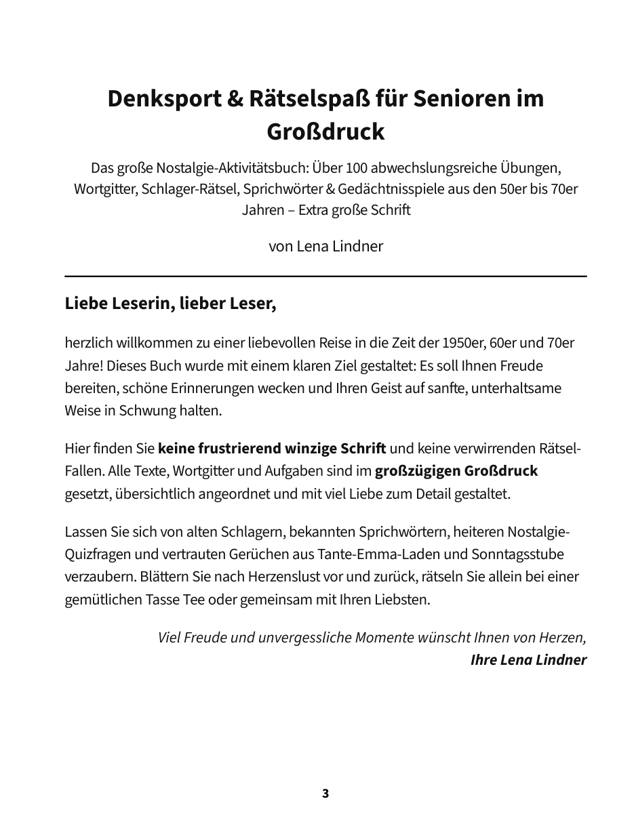 Denksport & Rätselspaß für Senioren im
Großdruck
Das große Nostalgie-Aktivitätsbuch: Über 100 abwechslungsreiche Übungen,
Wortgitter, Schlager-Rätsel, Sprichwörter & Gedächtnisspiele aus den 50er bis 70er
Jahren – Extra große Schrift
von Lena Lindner
Liebe Leserin, lieber Leser,
herzlich willkommen zu einer liebevollen Reise in die Zeit der 1950er, 60er und 70er
Jahre! Dieses Buch wurde mit einem klaren Ziel gestaltet: Es soll Ihnen Freude
bereiten, schöne Erinnerungen wecken und Ihren Geist auf sanfte, unterhaltsame
Weise in Schwung halten.
Hier finden Sie keine frustrierend winzige Schrift und keine verwirrenden Rätsel-
Fallen. Alle Texte, Wortgitter und Aufgaben sind im großzügigen Großdruck
gesetzt, übersichtlich angeordnet und mit viel Liebe zum Detail gestaltet.
Lassen Sie sich von alten Schlagern, bekannten Sprichwörtern, heiteren Nostalgie-
Quizfragen und vertrauten Gerüchen aus Tante-Emma-Laden und Sonntagsstube
verzaubern. Blättern Sie nach Herzenslust vor und zurück, rätseln Sie allein bei einer
gemütlichen Tasse Tee oder gemeinsam mit Ihren Liebsten.
Viel Freude und unvergessliche Momente wünscht Ihnen von Herzen,
Ihre Lena Lindner
3